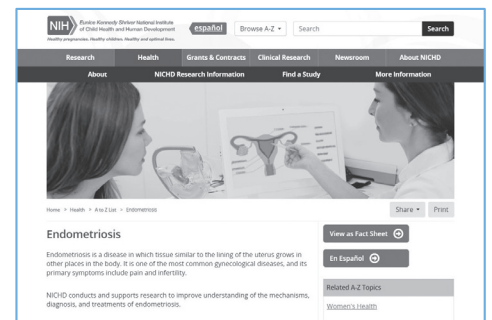 NIH
Eunice Kennedy Shriver National Institute
of Child Health and Human Development
Healthy pregnancies. Healthy children. Healthy and optimal lives.
español
Browse A-Z
Search
Search
Research Health Grants & Contracts Clinical Research Newsroom About NICHD
About NICHD Research Information Find a Study More Information
Home > Health > A to Z List > Endometriosis
Share
Print
Endometriosis
Endometriosis is a disease in which tissue similar to the lining of the uterus grows in
other places in the body. It is one of the most common gynecological diseases, and its
primary symptoms include pain and infertility.
NICHD conducts and supports research to improve understanding of the mechanisms,
diagnosis, and treatments of endometriosis.
View as Fact Sheet
En Español
Related A-Z Topics
Women's Health